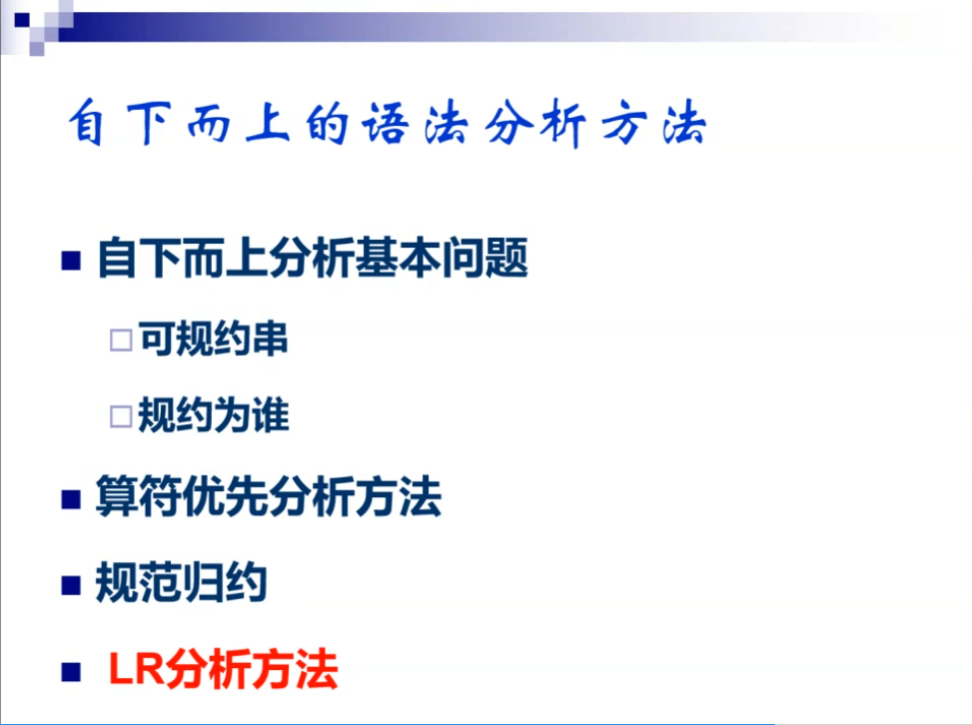 自下而上的语法分析方法
自下而上分析基本问题
可规约串
规约为谁
算符优先分析方法
规范归约
LR分析方法